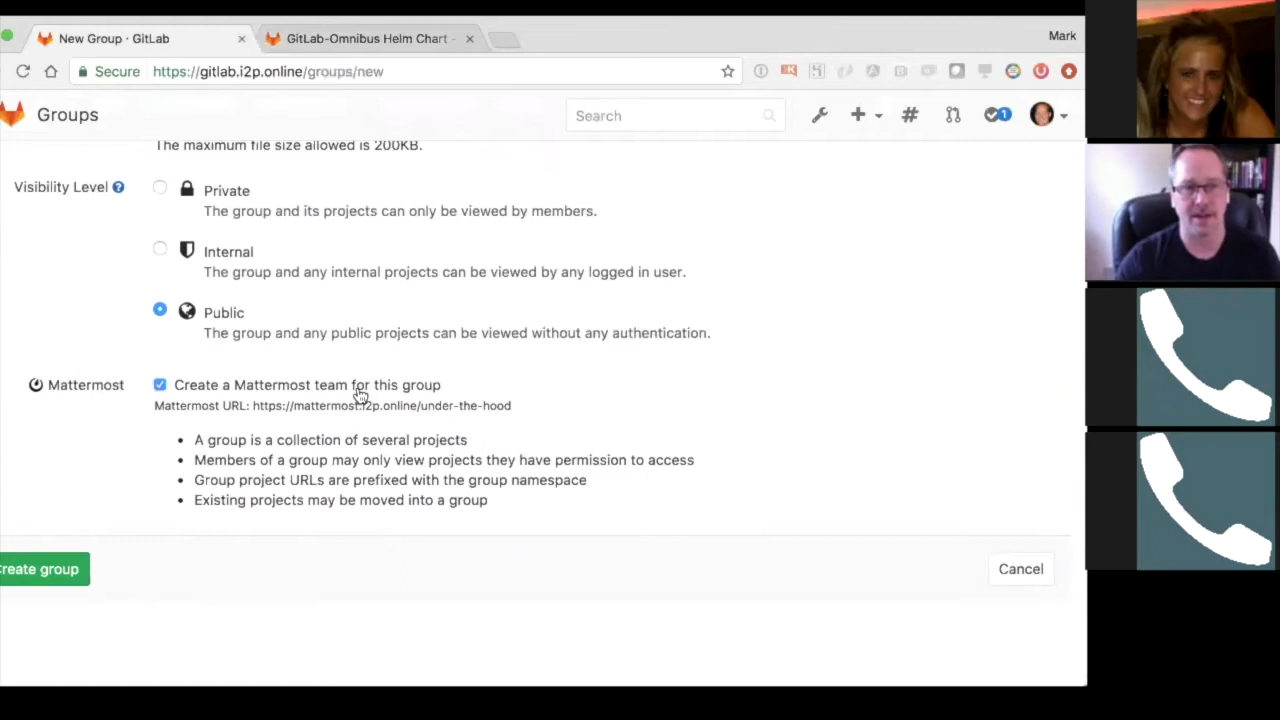 New Group · GitLab
GitLab-Omnibus Helm Chart -
Mark
Secure https://gitlab.i2p.online/groups/new
Groups
Search
1
The maximum file size allowed is 200KB.
Visibility Level ?
Private
The group and its projects can only be viewed by members.
Internal
The group and any internal projects can be viewed by any logged in user.
Public
The group and any public projects can be viewed without any authentication.
Mattermost
Create a Mattermost team for this group
Mattermost URL: https://mattermost.i2p.online/under-the-hood
• A group is a collection of several projects
• Members of a group may only view projects they have permission to access
• Group project URLs are prefixed with the group namespace
• Existing projects may be moved into a group
Create group
Cancel